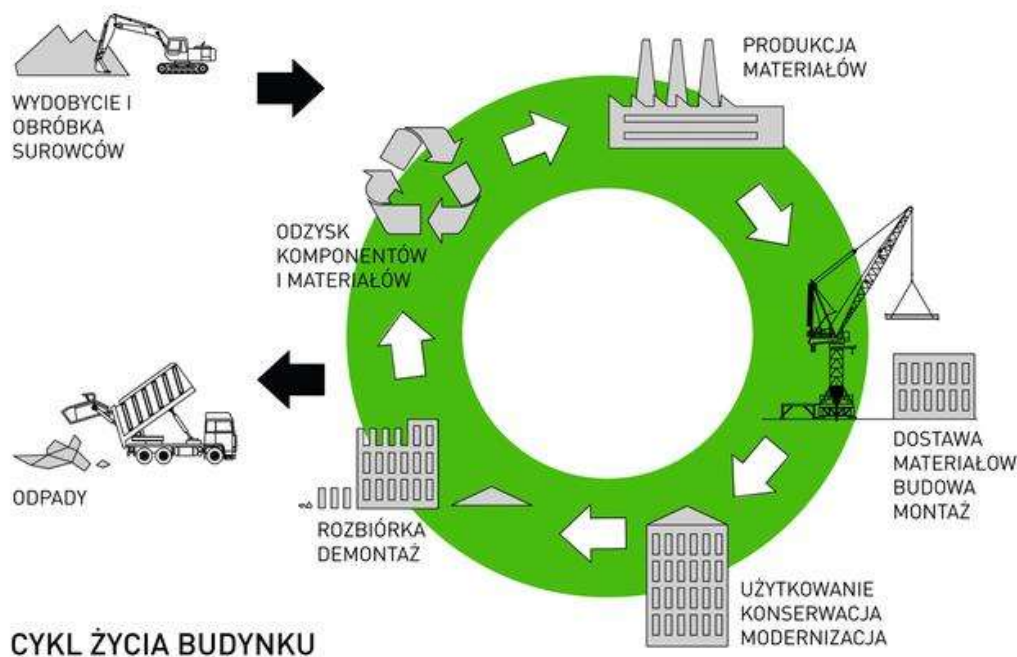 WYDOBYCIE I
OBRÓBKA
SUROWCÓW
PRODUKCJA
MATERIAŁÓW
ODZYSK
KOMPONENTÓW
I MATERIAŁÓW
DOSTAWA
MATERIAŁOW
BUDOWA
MONTAŻ
ODPADY
ROZBIÓRKA
DEMONTAŻ
UŻYTKOWANIE
KONSERWACJA
MODERNIZACJA
CYKL ŻYCIA BUDYNKU